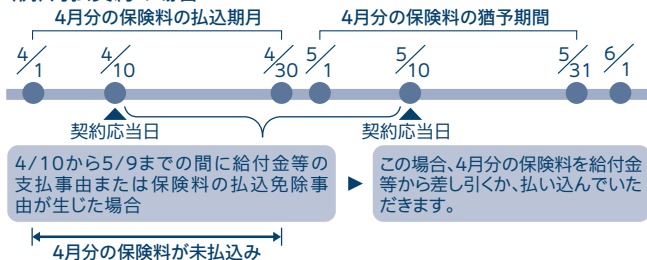 4月分の保険料の払込期月 4月分の保険料の猶予期間
4/1 4/10 4/30 5/1 5/10 5/31 6/1
契約応当日 契約応当日
4/10から5/9までの間に給付金等の
支払事由または保険料の払込免除事
由が生じた場合
この場合、4月分の保険料を給付金
等から差し引くか、払い込んでいた
だきます。
4月分の保険料が未払込み